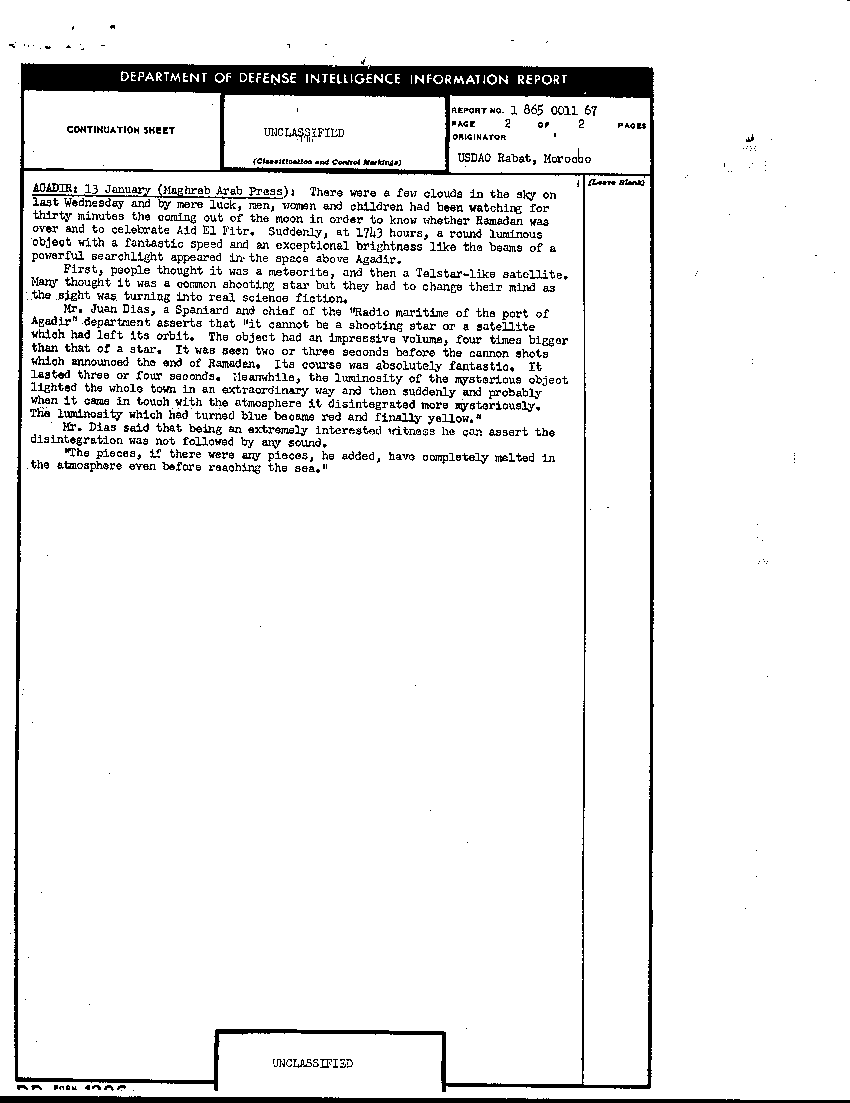 DEPARTMENT OF DEFENSE INTELLIGENCE INFORMATION REPORT
CONTINUATION SHEET
UNCLASSIFIED
(Classification and Control Markings)
REPORT NO. 1 865 0011 67
PAGE 2 OF 2 PAGES
ORIGINATOR
USDAO Rabat, Morocco
(Leave Blank)
AGADIR: 13 January (Maghreb Arab Press): There were a few clouds in the sky on
last Wednesday and by mere luck, men, women and children had been watching for
thirty minutes the coming out of the moon in order to know whether Ramadan was
over and to celebrate Aid El Fitr. Suddenly, at 1743 hours, a round luminous
object with a fantastic speed and an exceptional brightness like the beams of a
powerful searchlight appeared in the space above Agadir.
First, people thought it was a meteorite, and then a Telstar-like satellite.
Many thought it was a common shooting star but they had to change their mind as
the sight was turning into real science fiction.
Mr. Juan Dias, a Spaniard and chief of the "Radio maritime of the port of
Agadir" department asserts that "it cannot be a shooting star or a satellite
which had left its orbit. The object had an impressive volume, four times bigger
than that of a star. It was seen two or three seconds before the cannon shots
which announced the end of Ramadan. Its course was absolutely fantastic. It
lasted three or four seconds. Meanwhile, the luminosity of the mysterious object
lighted the whole town in an extraordinary way and then suddenly and probably
when it came in touch with the atmosphere it disintegrated more mysteriously.
The luminosity which had turned blue became red and finally yellow."
Mr. Dias said that being an extremely interested witness he can assert the
disintegration was not followed by any sound.
"The pieces, if there were any pieces, he added, have completely melted in
the atmosphere even before reaching the sea."
UNCLASSIFIED